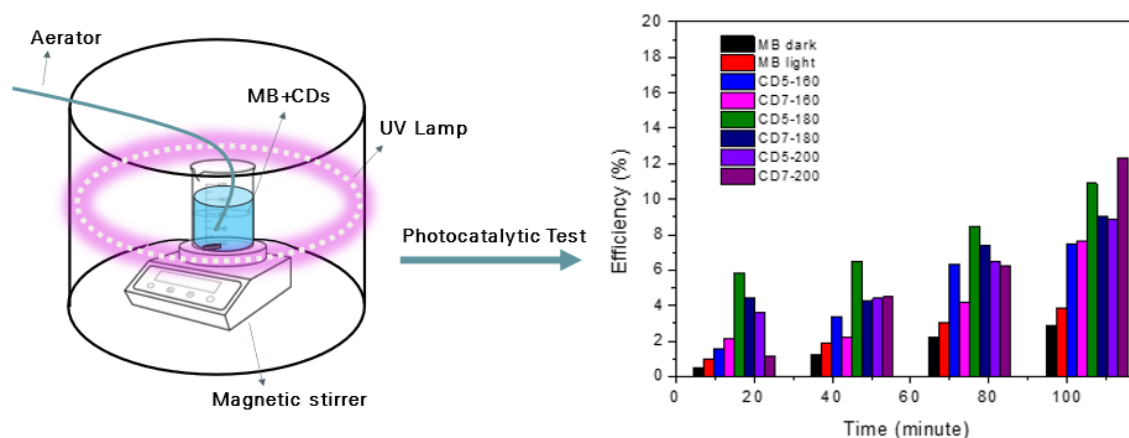 Aerator
MB+CDs
UV Lamp
Magnetic stirrer
Photocatalytic Test
Efficiency (%)
20
18
16
14
12
10
8
6
4
2
0
MB dark
MB light
CD5-160
CD7-160
CD5-180
CD7-180
CD5-200
CD7-200
0 20 40 60 80 100
Time (minute)